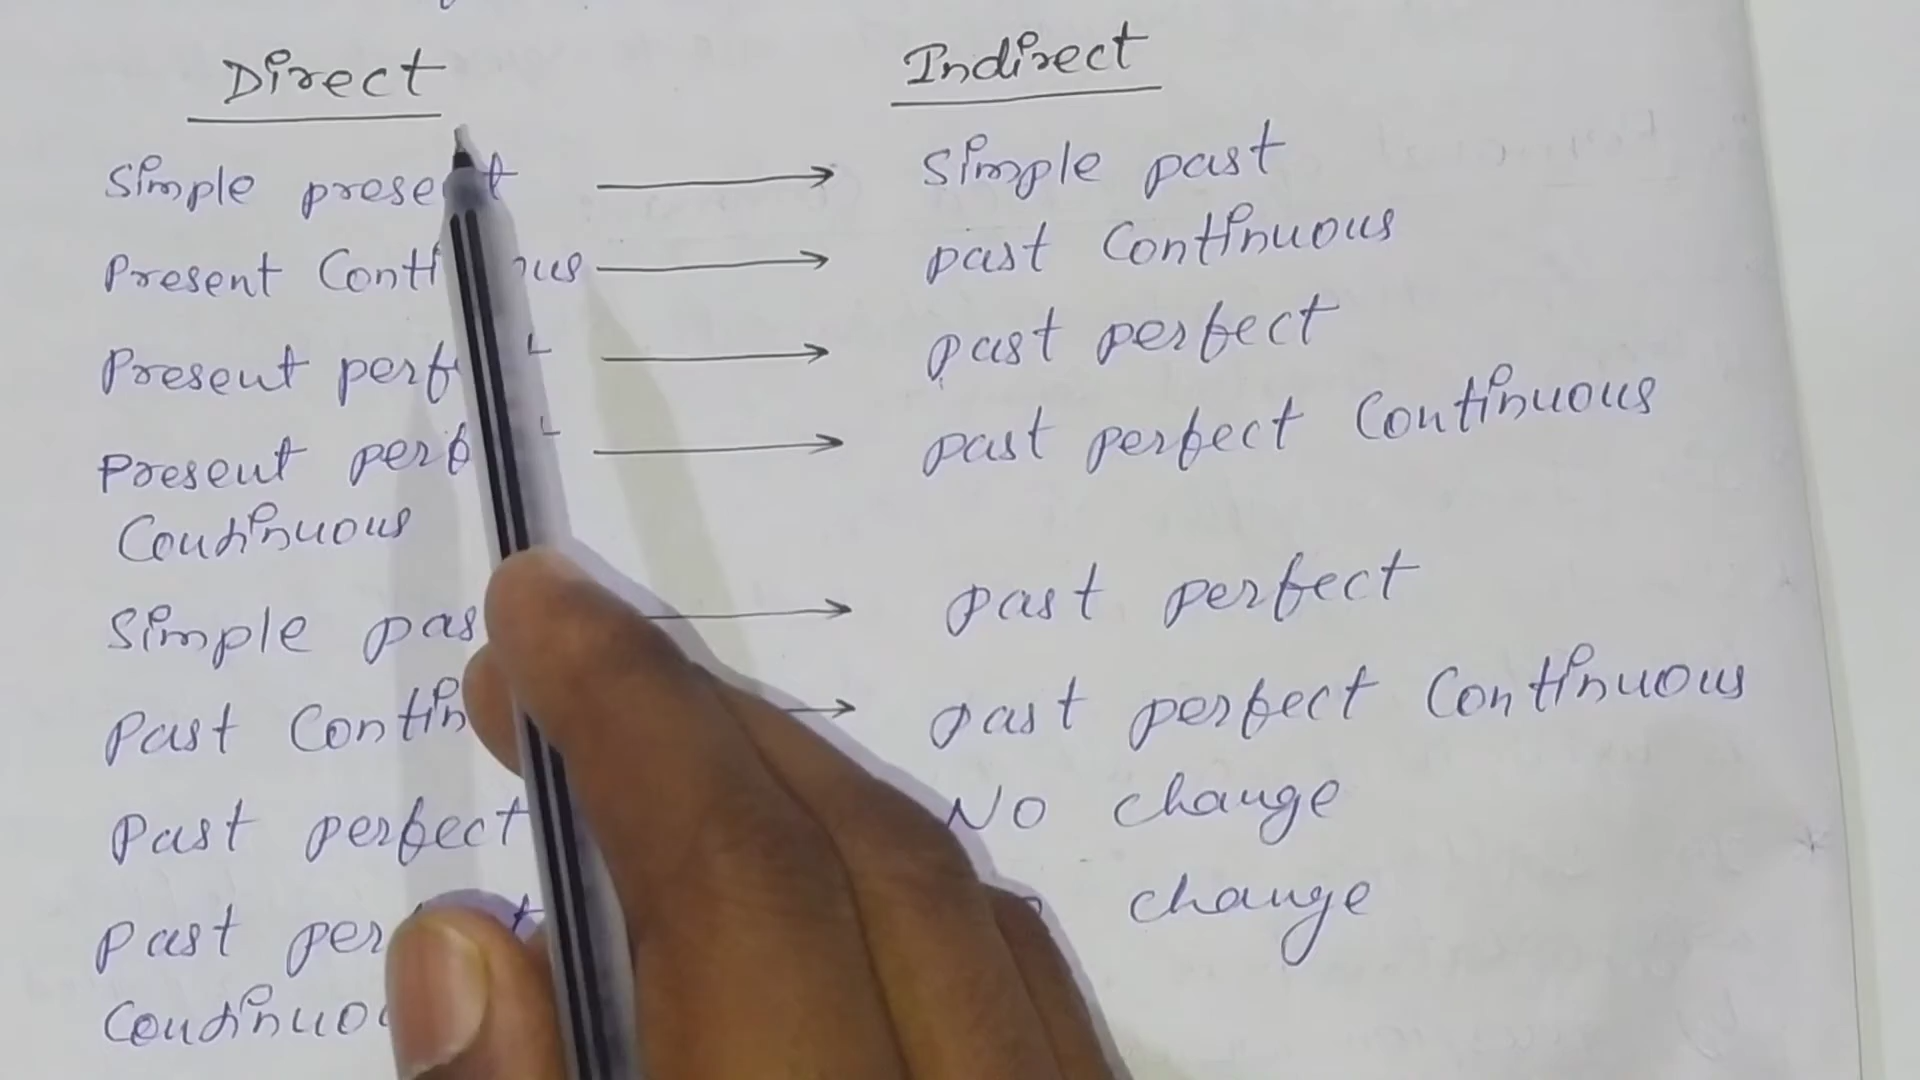 Direct Indirect
Simple present → Simple past
Present → past Continuous
Present → past perfect
Present → past perfect Continuous
Continuous
Simple → past perfect
Past → past perfect Continuous
Past perfect No change
Past change